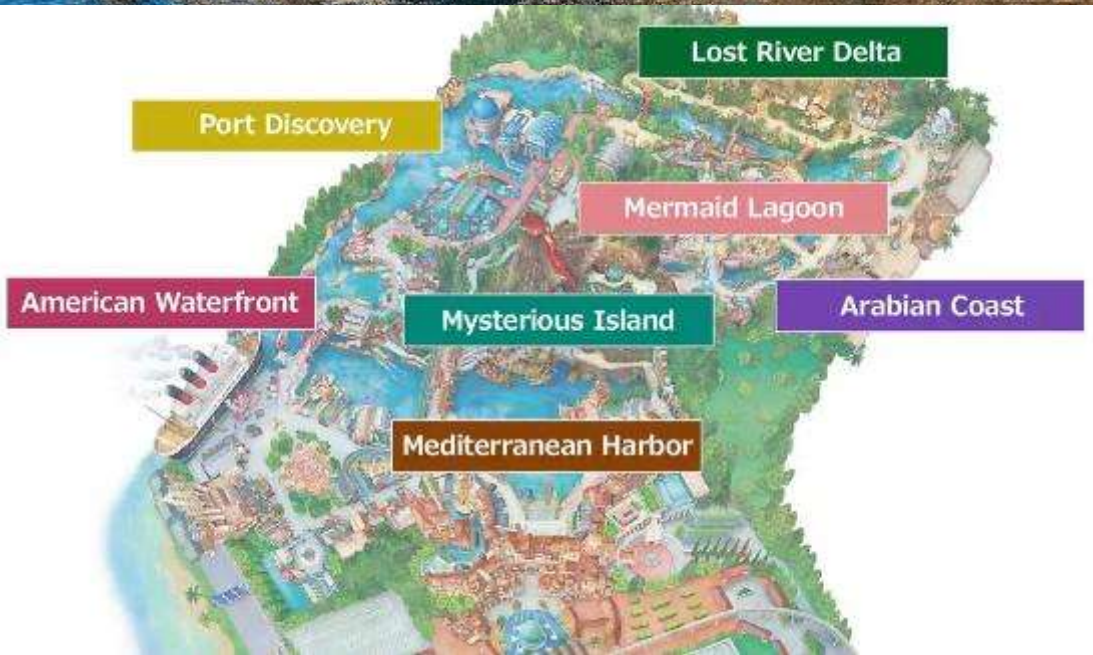 Lost River Delta
Port Discovery
Mermaid Lagoon
American Waterfront
Mysterious Island
Arabian Coast
Mediterranean Harbor